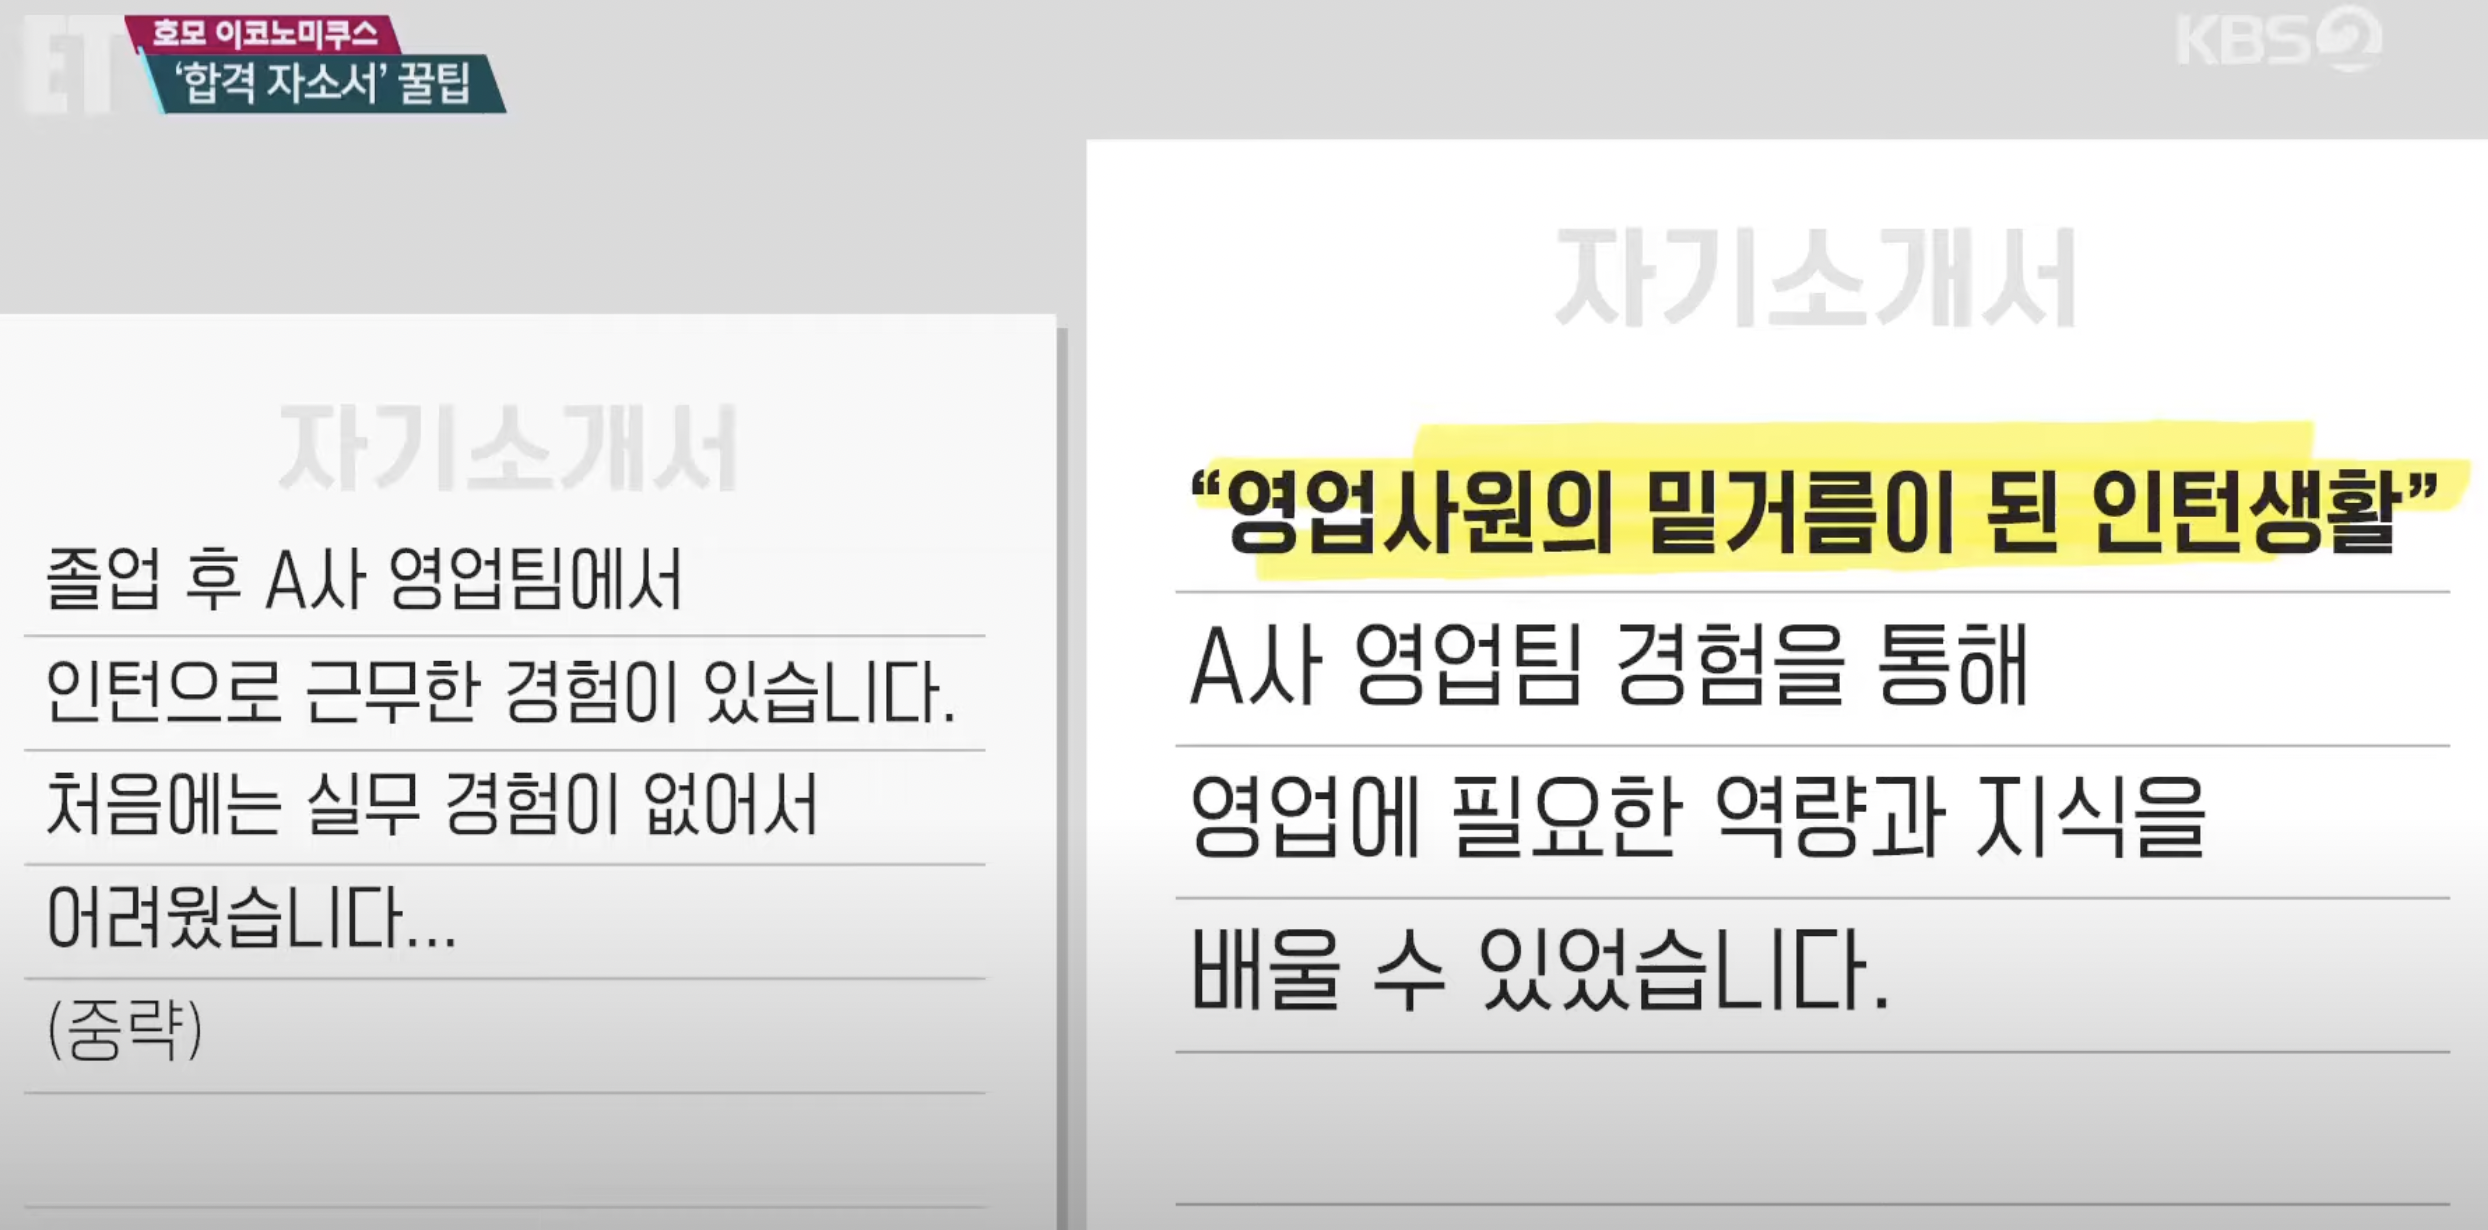 ET
호모 이코노미쿠스
‘합격 자소서’ 꿀팁
KBS2
자기소개서
졸업 후 A사 영업팀에서
인턴으로 근무한 경험이 있습니다.
처음에는 실무 경험이 없어서
어려웠습니다...
(중략)
자기소개서
“영업사원의 밑거름이 된 인턴생활”
A사 영업팀 경험을 통해
영업에 필요한 역량과 지식을
배울 수 있었습니다.